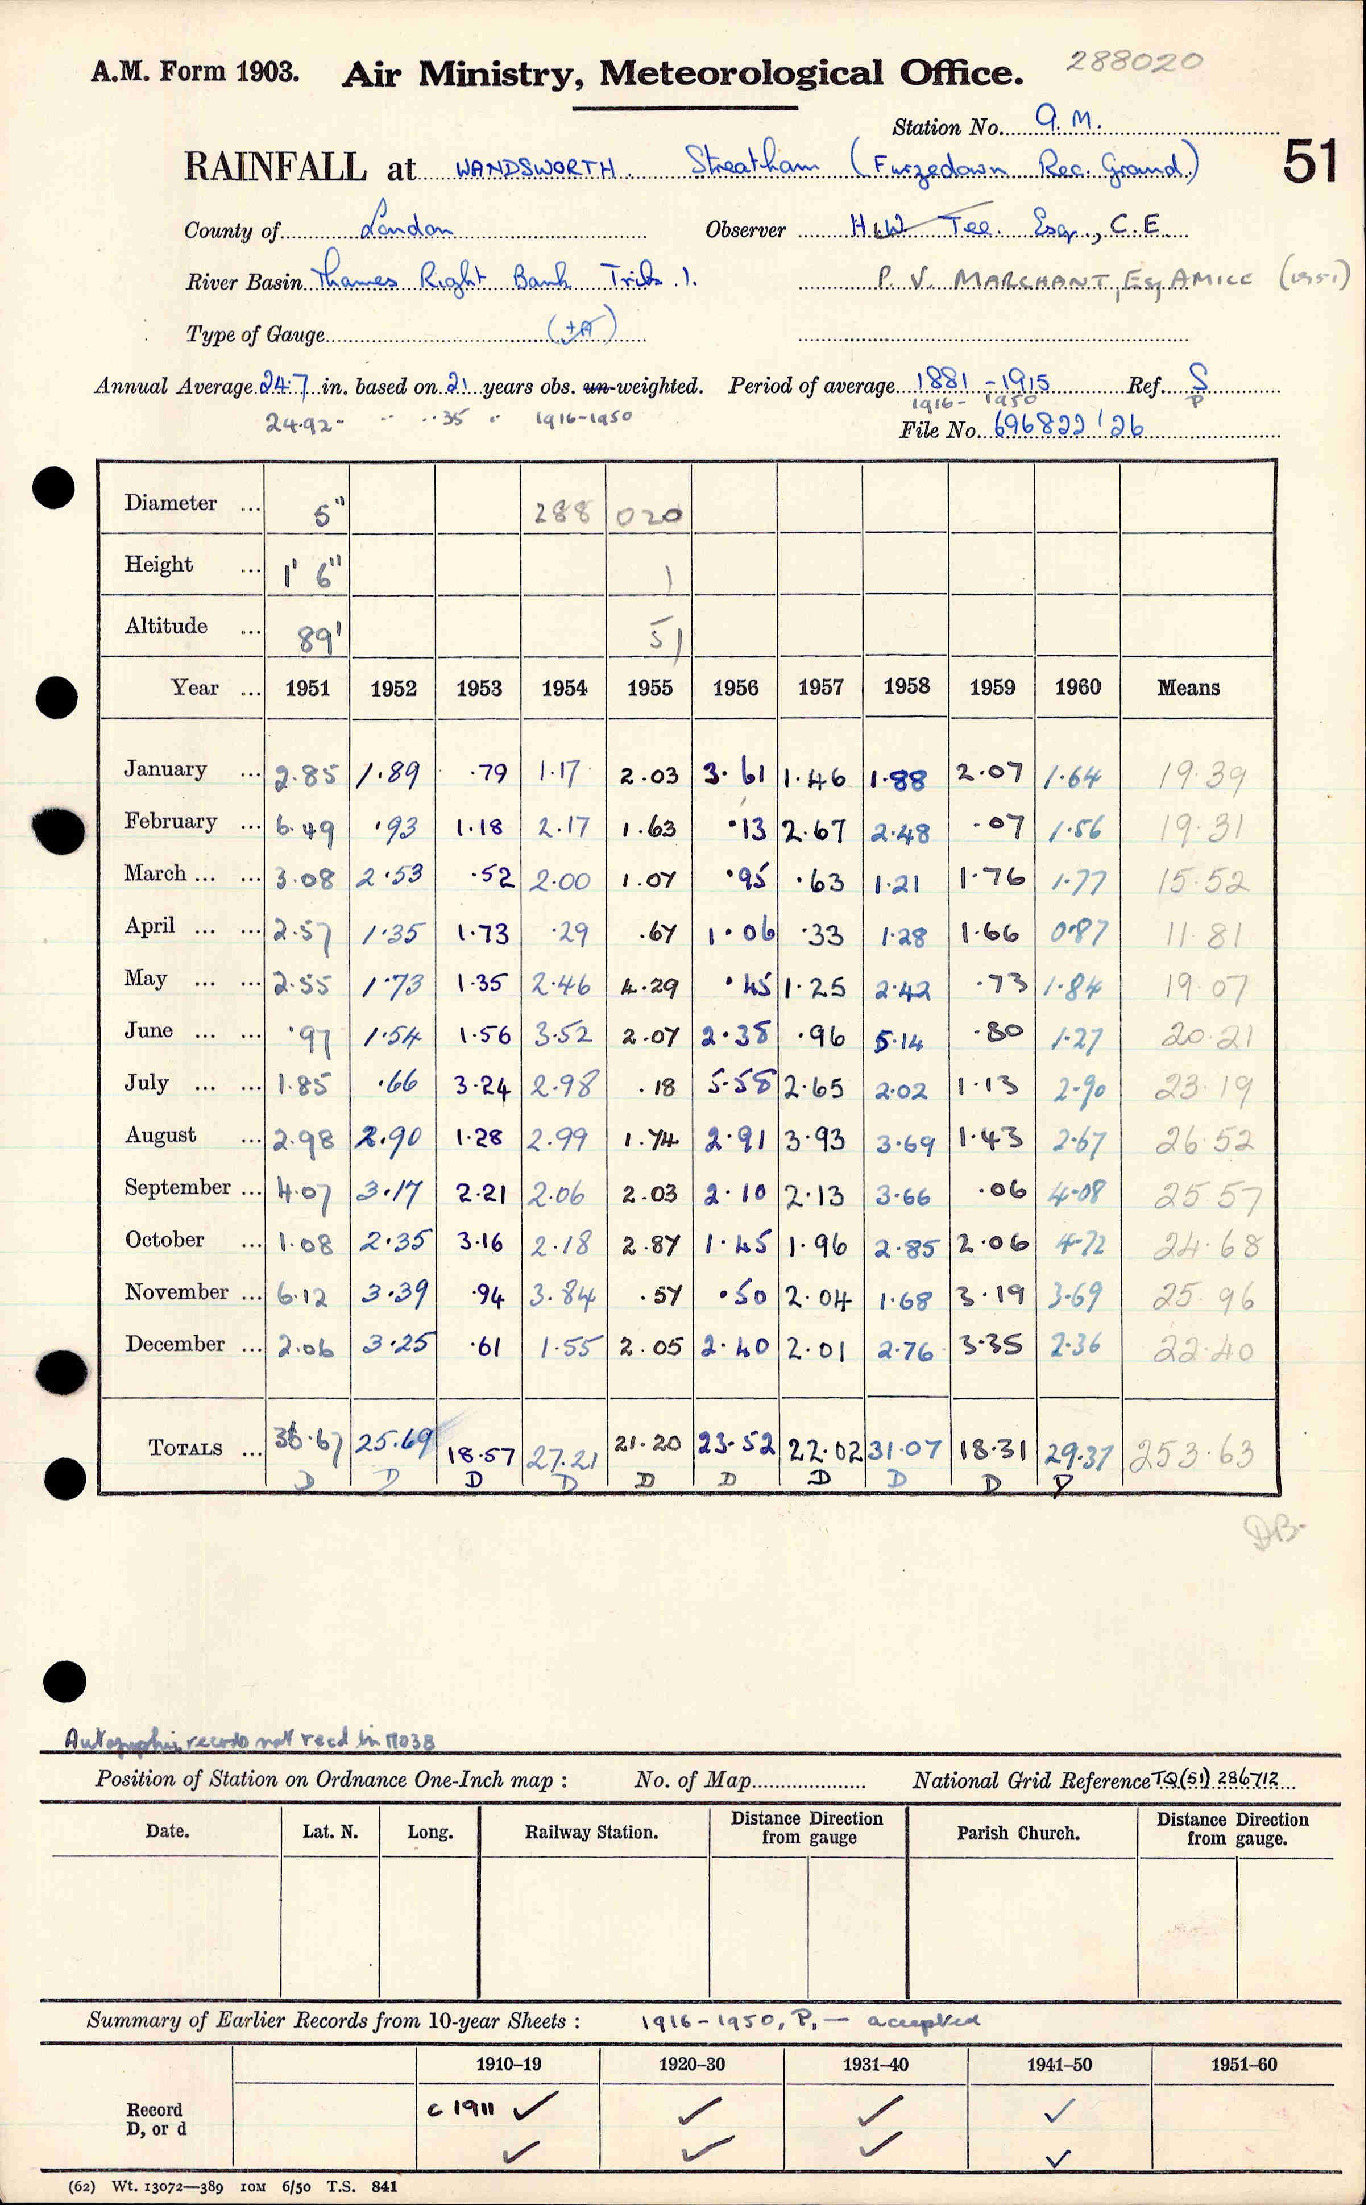 A.M. Form 1903. Air Ministry, Meteorological Office. 288020
Station No. 9. M.
RAINFALL at WANDSWORTH. Streatham (Furzedown Rec. Ground.) 51
County of London Observer H.W. Tee. Esq., C.E.
River Basin Thames Right Bank Tribs. 1. P. V. MARCHANT, Esq AMICE (1951)
Type of Gauge
Annual Average 24.7 in. based on 21 years obs. un-weighted. Period of average 1881-1915 Ref. S
24.92 - " " 35 " 1916-1950 1916-1950 P
File No. 696822/26
Diameter ... 5" 288 020
Height ... 1' 6" 1
Altitude ... 89' 51
Year ... 1951 1952 1953 1954 1955 1956 1957 1958 1959 1960 Means
January ... 2.85 1.89 .79 1.17 2.03 3.61 1.46 1.88 2.07 1.64 19.39
February ... 6.49 .93 1.18 2.17 1.63 .13 2.67 2.48 .07 1.56 19.31
March ... ... 3.08 2.53 .52 2.00 1.07 .95 .63 1.21 1.76 1.77 15.52
April ... ... 2.57 1.35 1.73 .29 .67 1.06 .33 1.28 1.66 0.87 11.81
May ... ... 2.55 1.73 1.35 2.46 4.29 .45 1.25 2.42 .73 1.84 19.07
June ... ... .97 1.54 1.56 3.52 2.07 2.38 .96 5.14 .80 1.27 20.21
July ... ... 1.85 .66 3.24 2.98 .18 5.58 2.65 2.02 1.13 2.90 23.19
August ... 2.98 2.90 1.28 2.99 1.74 2.91 3.93 3.69 1.43 2.67 26.52
September ... 4.07 3.17 2.21 2.06 2.03 2.10 2.13 3.66 .06 4.08 25.57
October ... 1.08 2.35 3.16 2.18 2.87 1.45 1.96 2.85 2.06 4.72 24.68
November ... 6.12 3.39 .94 3.84 .57 .50 2.04 1.68 3.19 3.69 25.96
December ... 2.06 3.25 .61 1.55 2.05 2.40 2.01 2.76 3.35 2.36 22.40
TOTALS ... 36.67 25.69 18.57 27.21 21.20 23.52 22.02 31.07 18.31 29.37 253.63
D D D D D D D D D D
DB.
Autographic records not recd in MO3B
Position of Station on Ordnance One-Inch map : No. of Map National Grid Reference TQ(51) 286712
Date. Lat. N. Long. Railway Station. Distance Direction from gauge Parish Church. Distance Direction from gauge.
Summary of Earlier Records from 10-year Sheets : 1916-1950, P, — accepted
1910–19 1920–30 1931–40 1941–50 1951–60
Record c 1911 ✓ ✓ ✓ ✓
D, or d ✓ ✓ ✓ ✓
(62) Wt. 13072—389 10M 6/50 T.S. 841